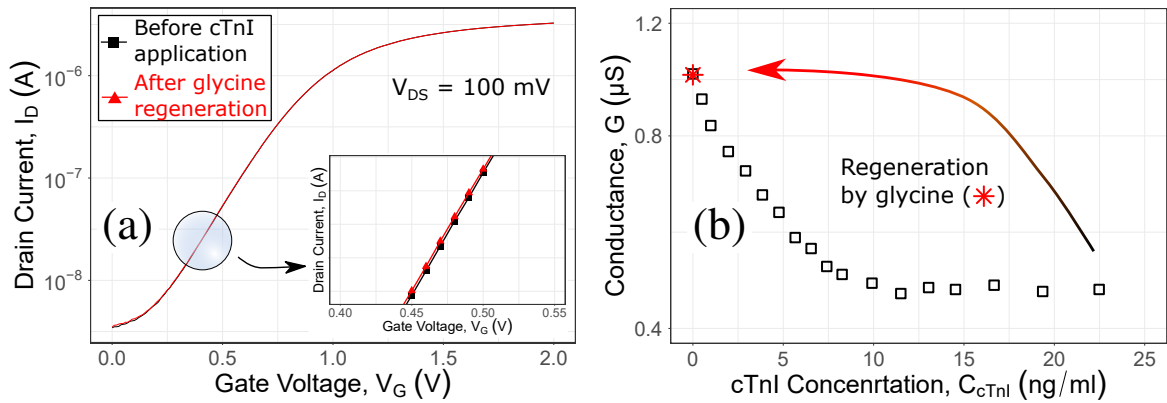 Before cTnI
application
After glycine
regeneration
V_DS = 100 mV
(a)
Drain Current, I_D (A)
10⁻⁶
10⁻⁷
10⁻⁸
0.0
0.5
1.0
1.5
2.0
Gate Voltage, V_G (V)
Drain Current, I_D (A)
0.40
0.45
0.50
0.55
Gate Voltage, V_G (V)
Conductance, G (µS)
1.2
0.8
0.4
Regeneration
by glycine (✳)
(b)
0
5
10
15
20
25
cTnI Concenrtation, C_cTnI (ng/ml)